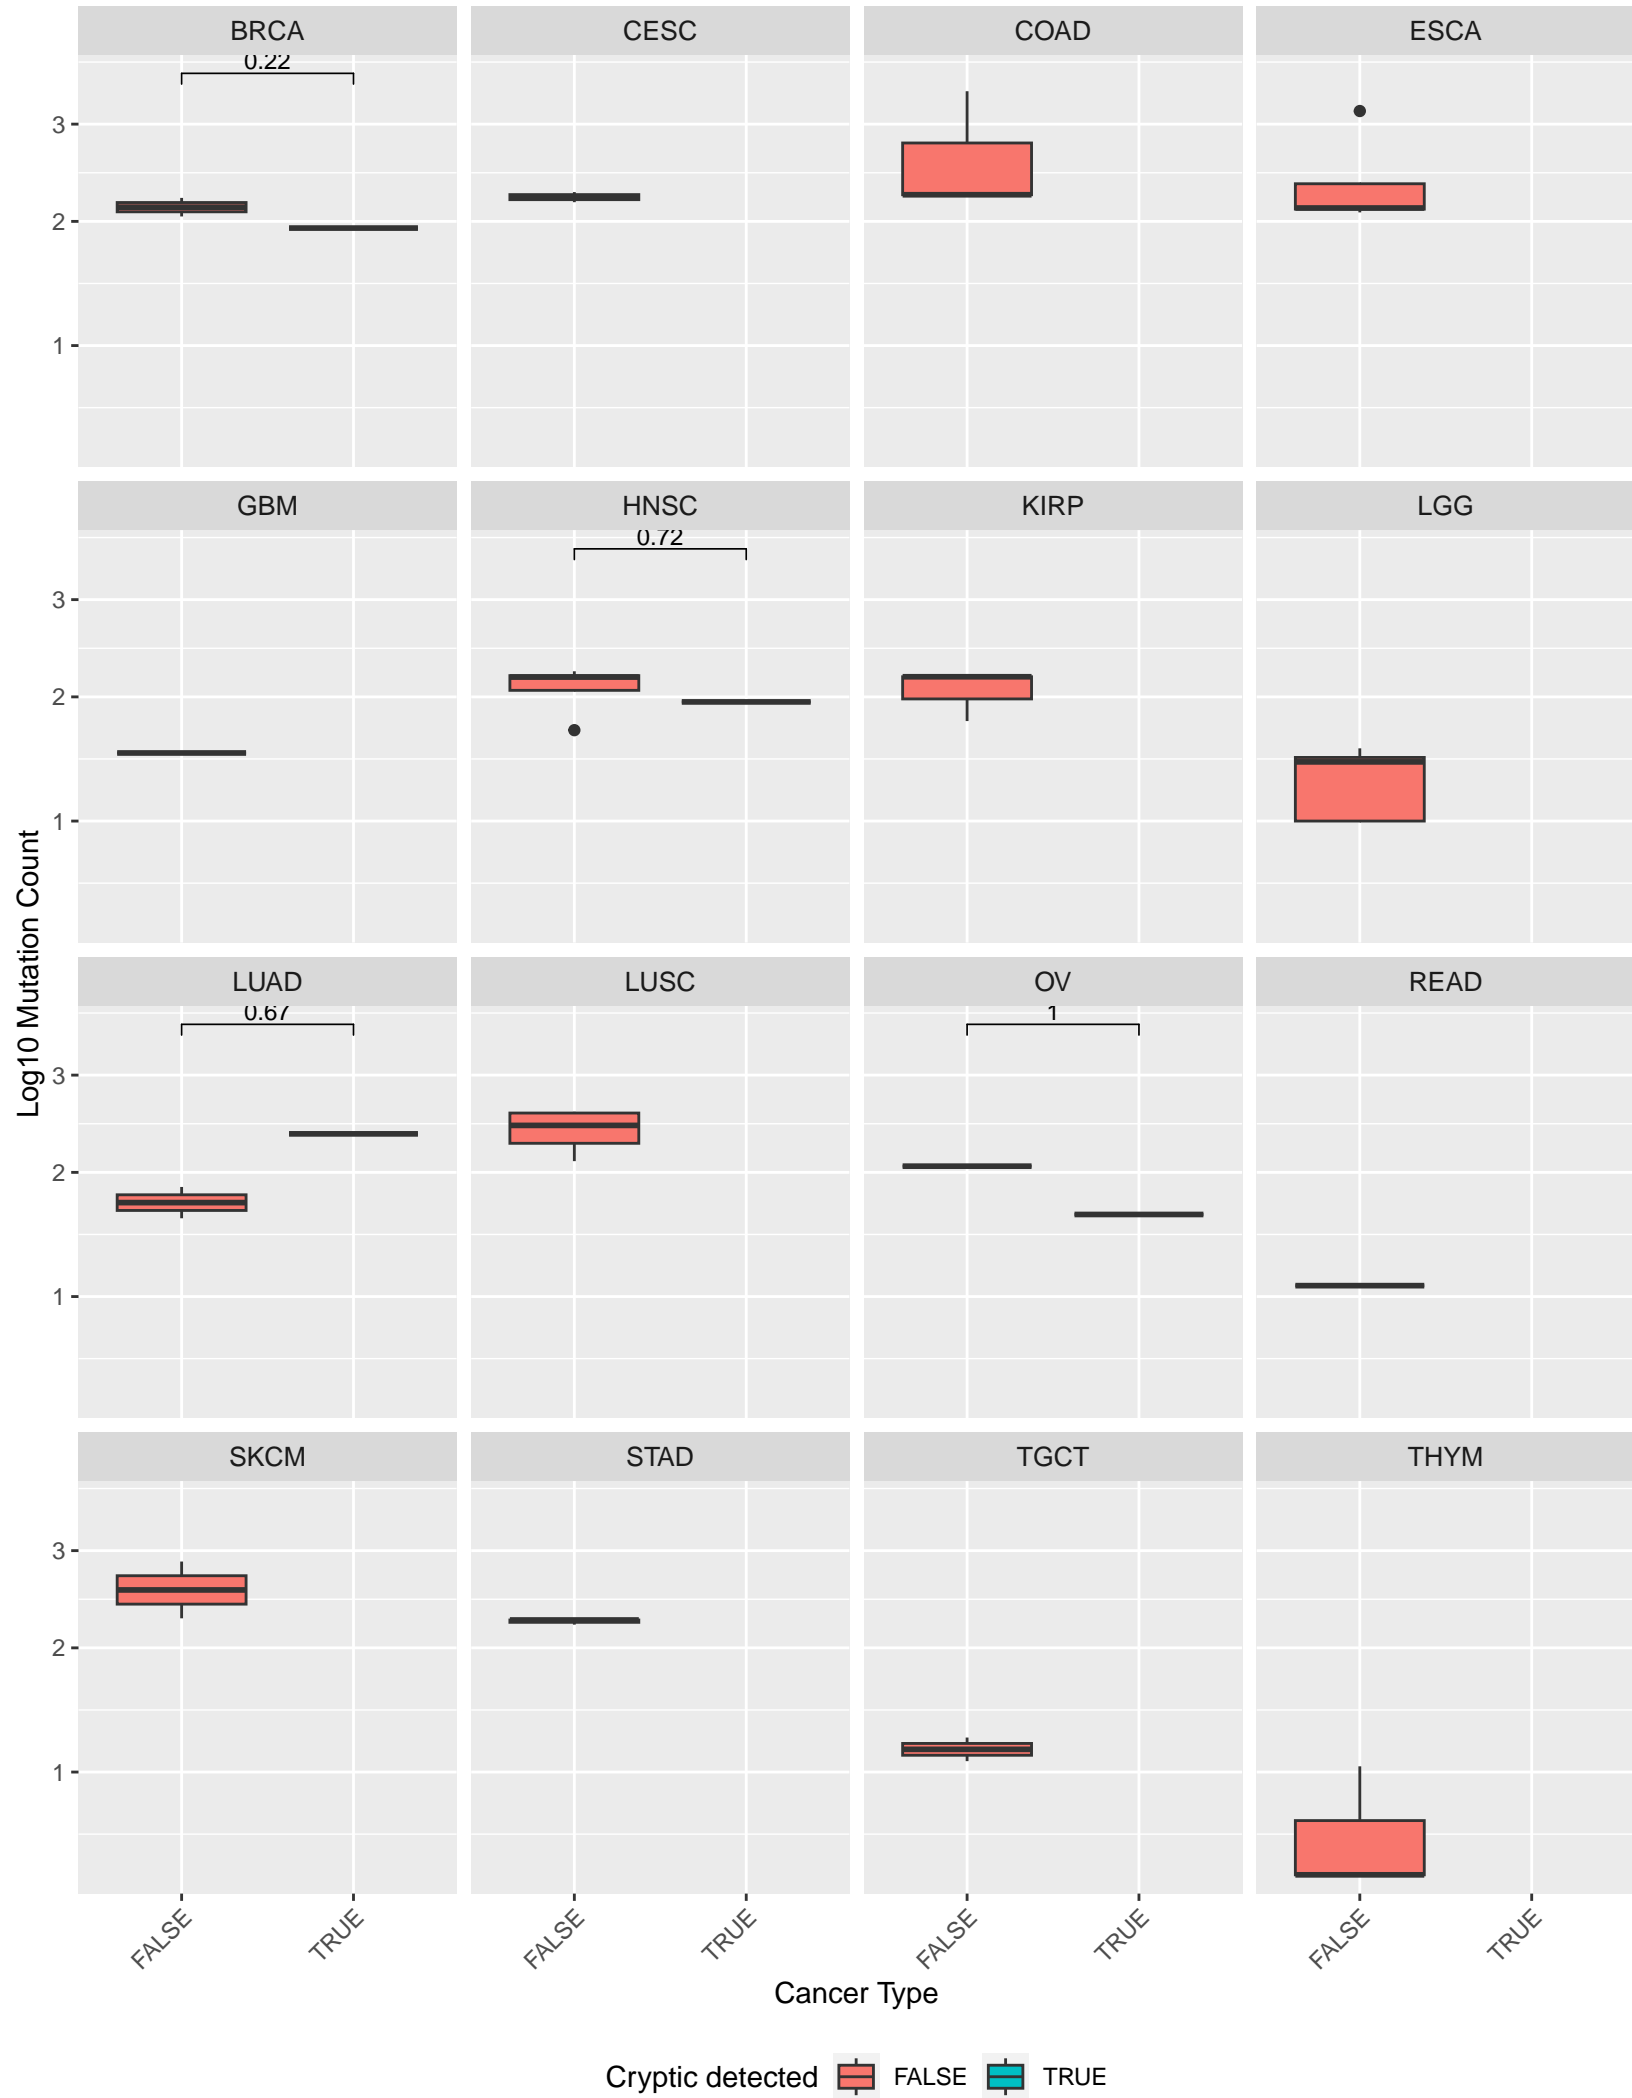 BRCA CESC COAD ESCA
0.22
3
2
1
GBM HNSC KIRP LGG
0.72
3
2
1
LUAD LUSC OV READ
0.67 1
3
2
1
SKCM STAD TGCT THYM
3
2
1
Log10 Mutation Count
FALSE TRUE FALSE TRUE FALSE TRUE FALSE TRUE
Cancer Type
Cryptic detected FALSE TRUE